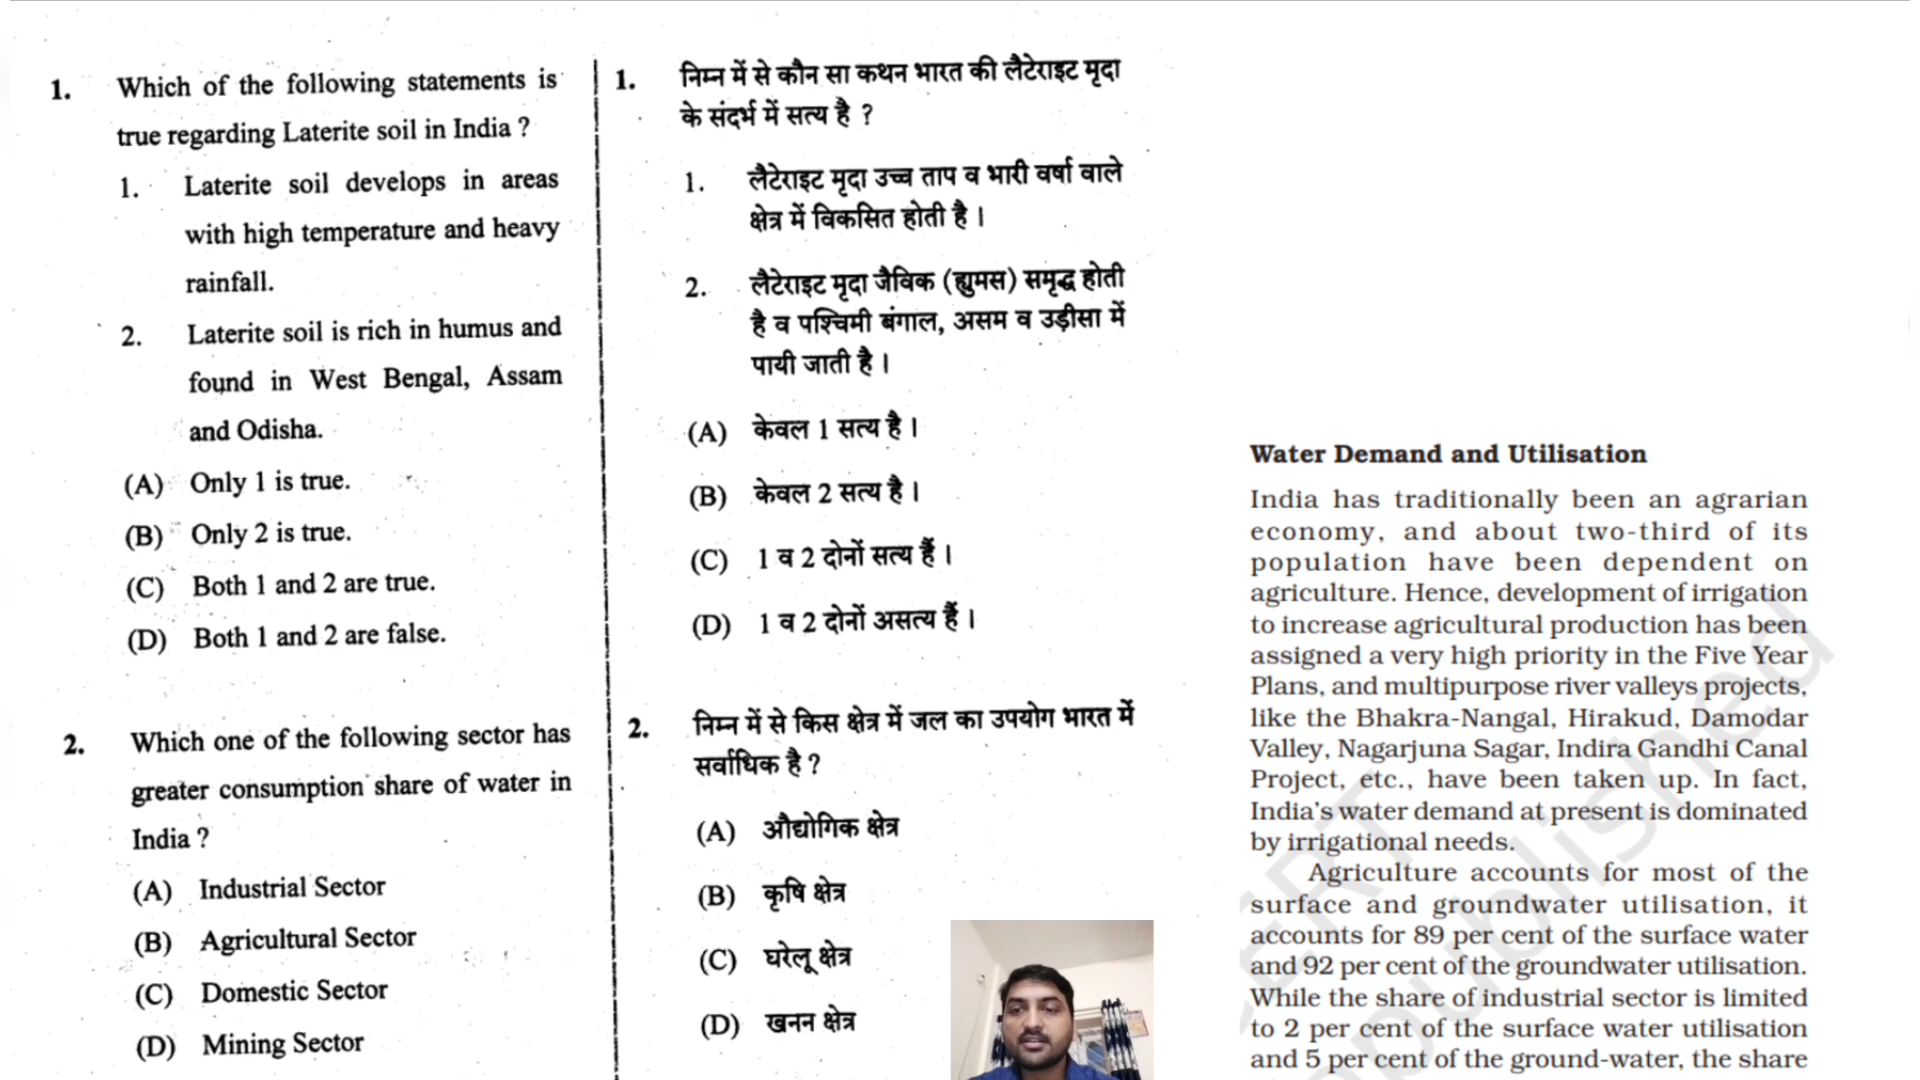 1. Which of the following statements is
true regarding Laterite soil in India ?
1. Laterite soil develops in areas
with high temperature and heavy
rainfall.
2. Laterite soil is rich in humus and
found in West Bengal, Assam
and Odisha.
(A) Only 1 is true.
(B) Only 2 is true.
(C) Both 1 and 2 are true.
(D) Both 1 and 2 are false.
2. Which one of the following sector has
greater consumption share of water in
India ?
(A) Industrial Sector
(B) Agricultural Sector
(C) Domestic Sector
(D) Mining Sector
1. निम्न में से कौन सा कथन भारत की लैटेराइट मृदा
के संदर्भ में सत्य है ?
1. लैटेराइट मृदा उच्च ताप व भारी वर्षा वाले
क्षेत्र में विकसित होती है ।
2. लैटेराइट मृदा जैविक (ह्युमस) समृद्ध होती
है व पश्चिमी बंगाल, असम व उड़ीसा में
पायी जाती है ।
(A) केवल 1 सत्य है ।
(B) केवल 2 सत्य है ।
(C) 1 व 2 दोनों सत्य हैं ।
(D) 1 व 2 दोनों असत्य हैं ।
2. निम्न में से किस क्षेत्र में जल का उपयोग भारत में
सर्वाधिक है ?
(A) औद्योगिक क्षेत्र
(B) कृषि क्षेत्र
(C) घरेलू क्षेत्र
(D) खनन क्षेत्र
Water Demand and Utilisation
India has traditionally been an agrarian
economy, and about two-third of its
population have been dependent on
agriculture. Hence, development of irrigation
to increase agricultural production has been
assigned a very high priority in the Five Year
Plans, and multipurpose river valleys projects,
like the Bhakra-Nangal, Hirakud, Damodar
Valley, Nagarjuna Sagar, Indira Gandhi Canal
Project, etc., have been taken up. In fact,
India's water demand at present is dominated
by irrigational needs.
Agriculture accounts for most of the
surface and groundwater utilisation, it
accounts for 89 per cent of the surface water
and 92 per cent of the groundwater utilisation.
While the share of industrial sector is limited
to 2 per cent of the surface water utilisation
and 5 per cent of the ground-water, the share